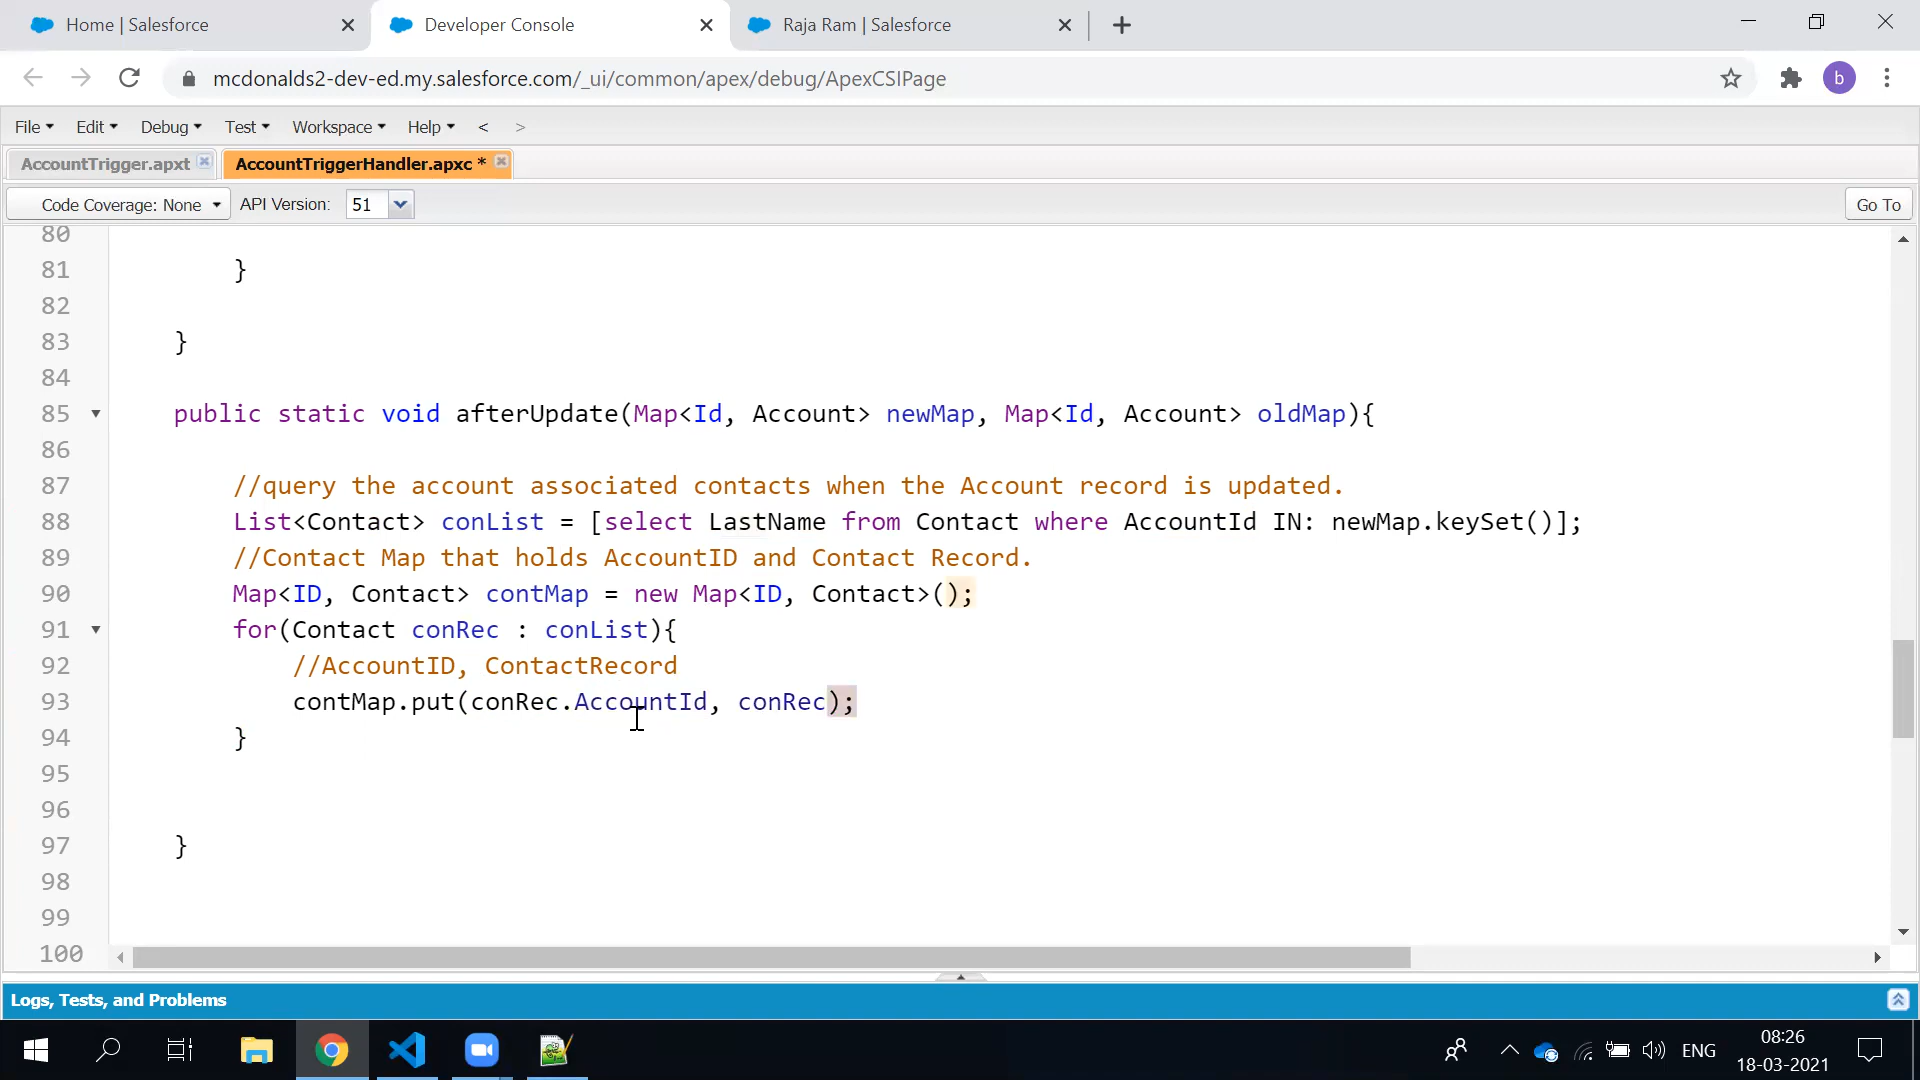 Home | Salesforce
Developer Console
Raja Ram | Salesforce
mcdonalds2-dev-ed.my.salesforce.com/_ui/common/apex/debug/ApexCSIPage
b
File Edit Debug Test Workspace Help < >
AccountTrigger.apxt
AccountTriggerHandler.apxc *
Code Coverage: None API Version: 51 Go To
80
81 }
82
83 }
84
85 public static void afterUpdate(Map<Id, Account> newMap, Map<Id, Account> oldMap){
86
87 //query the account associated contacts when the Account record is updated.
88 List<Contact> conList = [select LastName from Contact where AccountId IN: newMap.keySet()];
89 //Contact Map that holds AccountID and Contact Record.
90 Map<ID, Contact> contMap = new Map<ID, Contact>();
91 for(Contact conRec : conList){
92 //AccountID, ContactRecord
93 contMap.put(conRec.AccountId, conRec);
94 }
95
96
97 }
98
99
100
Logs, Tests, and Problems
ENG
08:26
18-03-2021